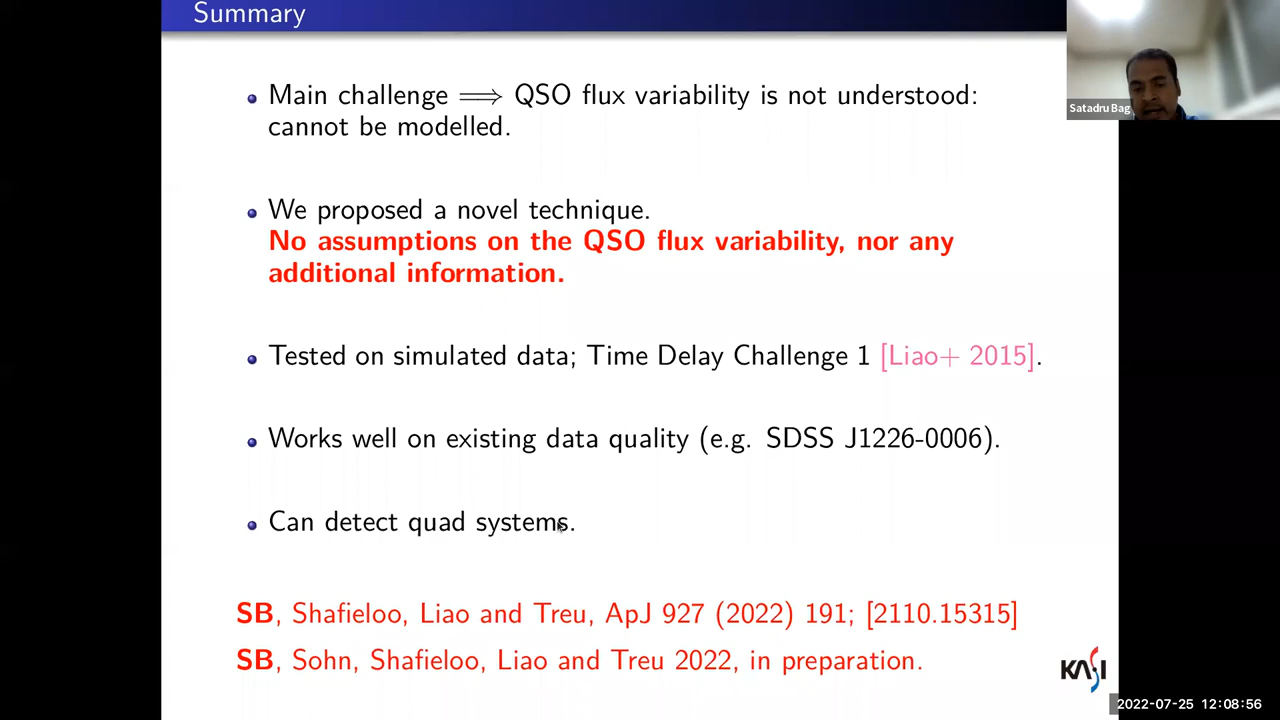 Summary
Satadru Bag
Main challenge ⟹ QSO flux variability is not understood:
cannot be modelled.
We proposed a novel technique.
No assumptions on the QSO flux variability, nor any
additional information.
Tested on simulated data; Time Delay Challenge 1 [Liao+ 2015].
Works well on existing data quality (e.g. SDSS J1226-0006).
Can detect quad systems.
SB, Shafieloo, Liao and Treu, ApJ 927 (2022) 191; [2110.15315]
SB, Sohn, Shafieloo, Liao and Treu 2022, in preparation.
KASI
2022-07-25 12:08:56